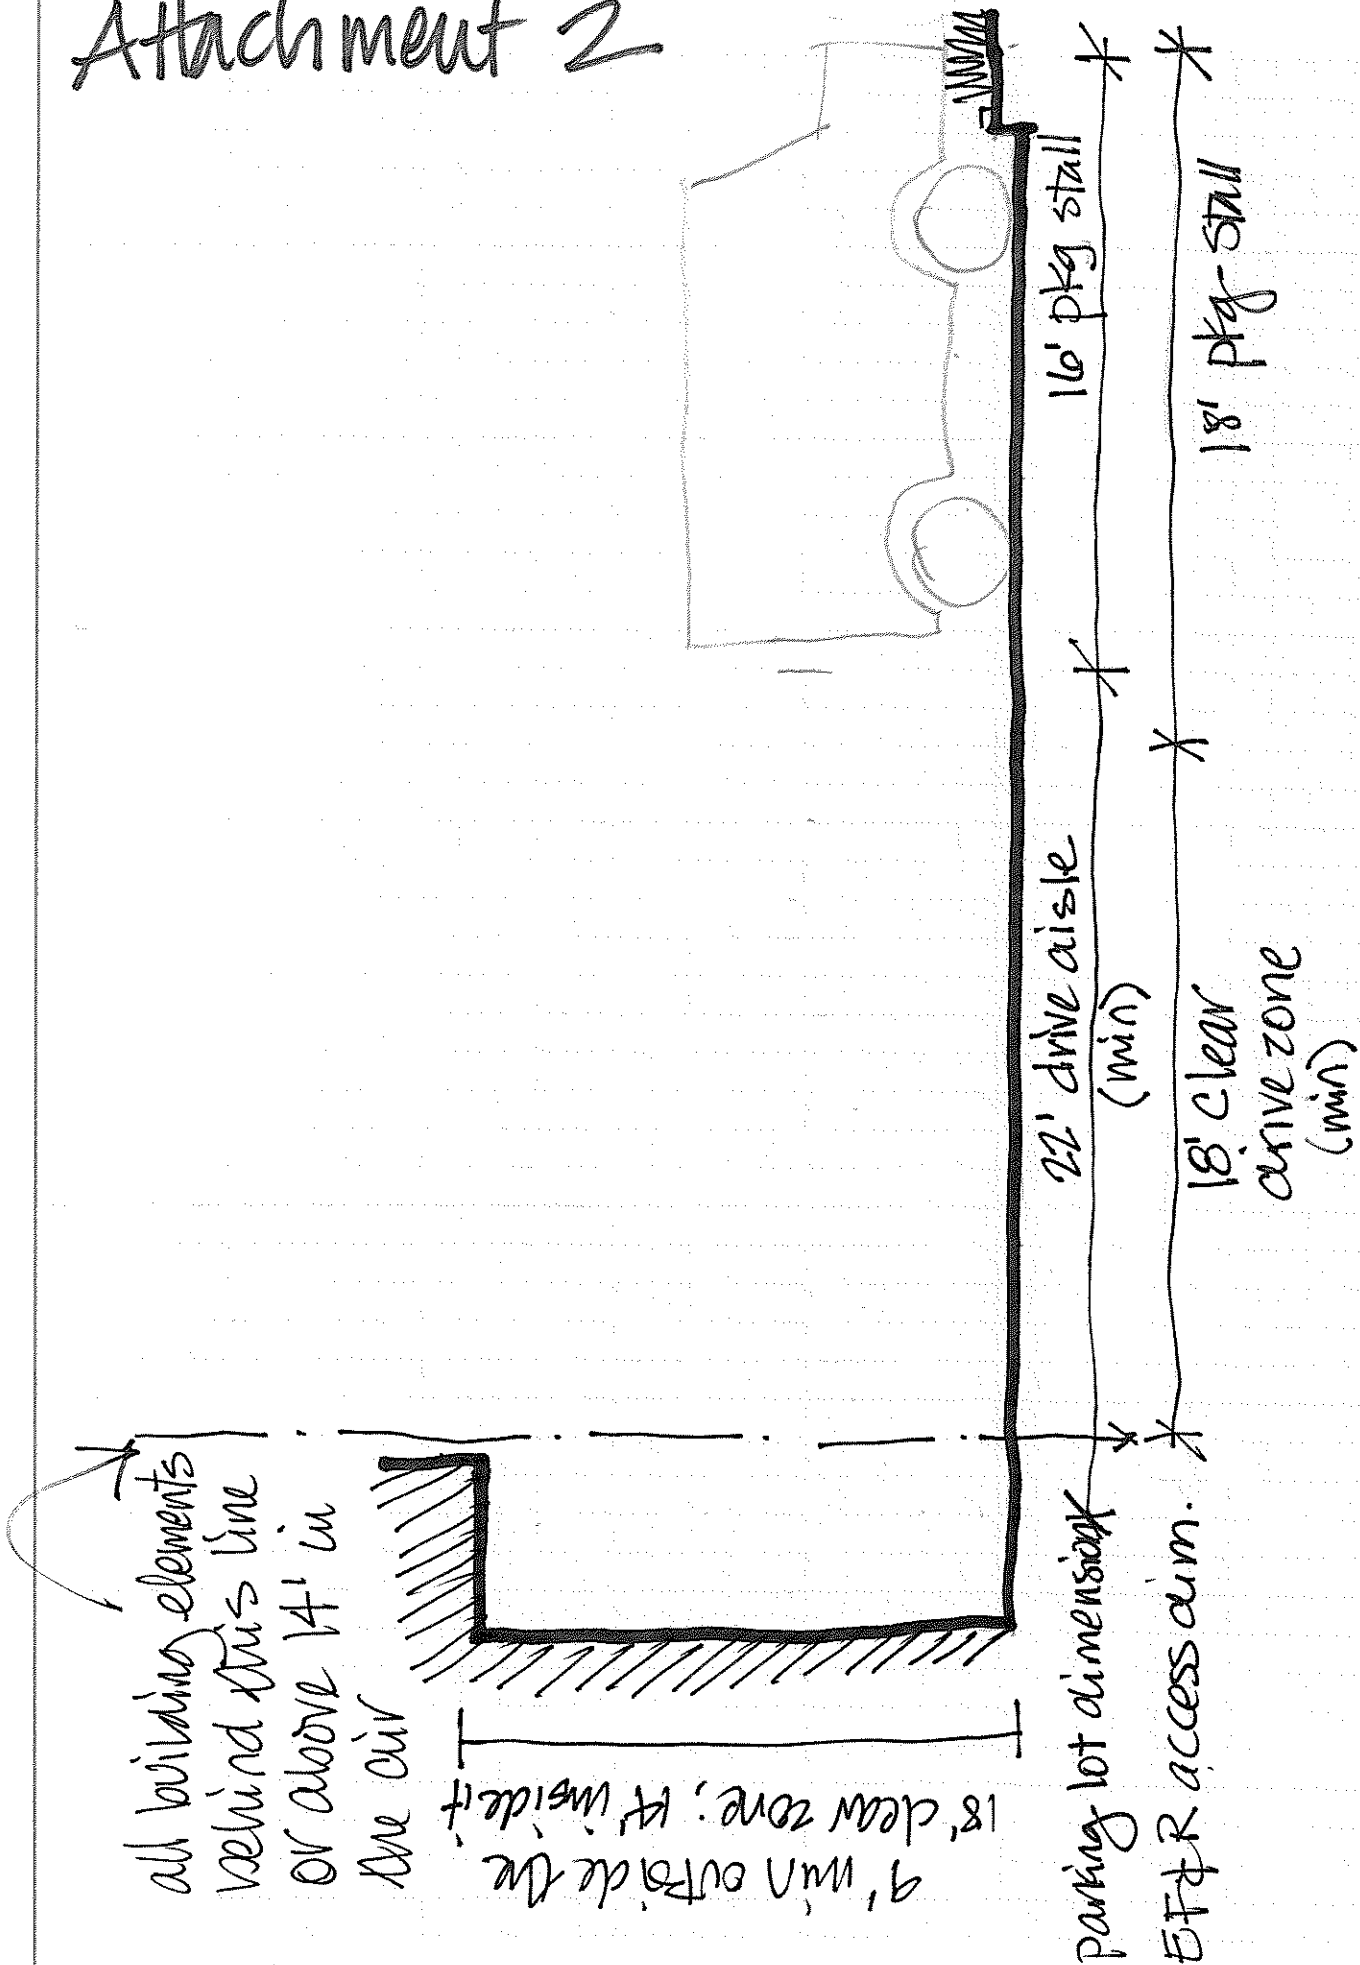 Attachment 2
all building elements
behind this line
or above 14' in
the air
9' min outside the
18' clear zone; 14' inside it
16' pkg stall
22' drive aisle
(min)
parking lot dimension
18' pkg stall
18' clear
drive zone
(min)
EF&R access dim.